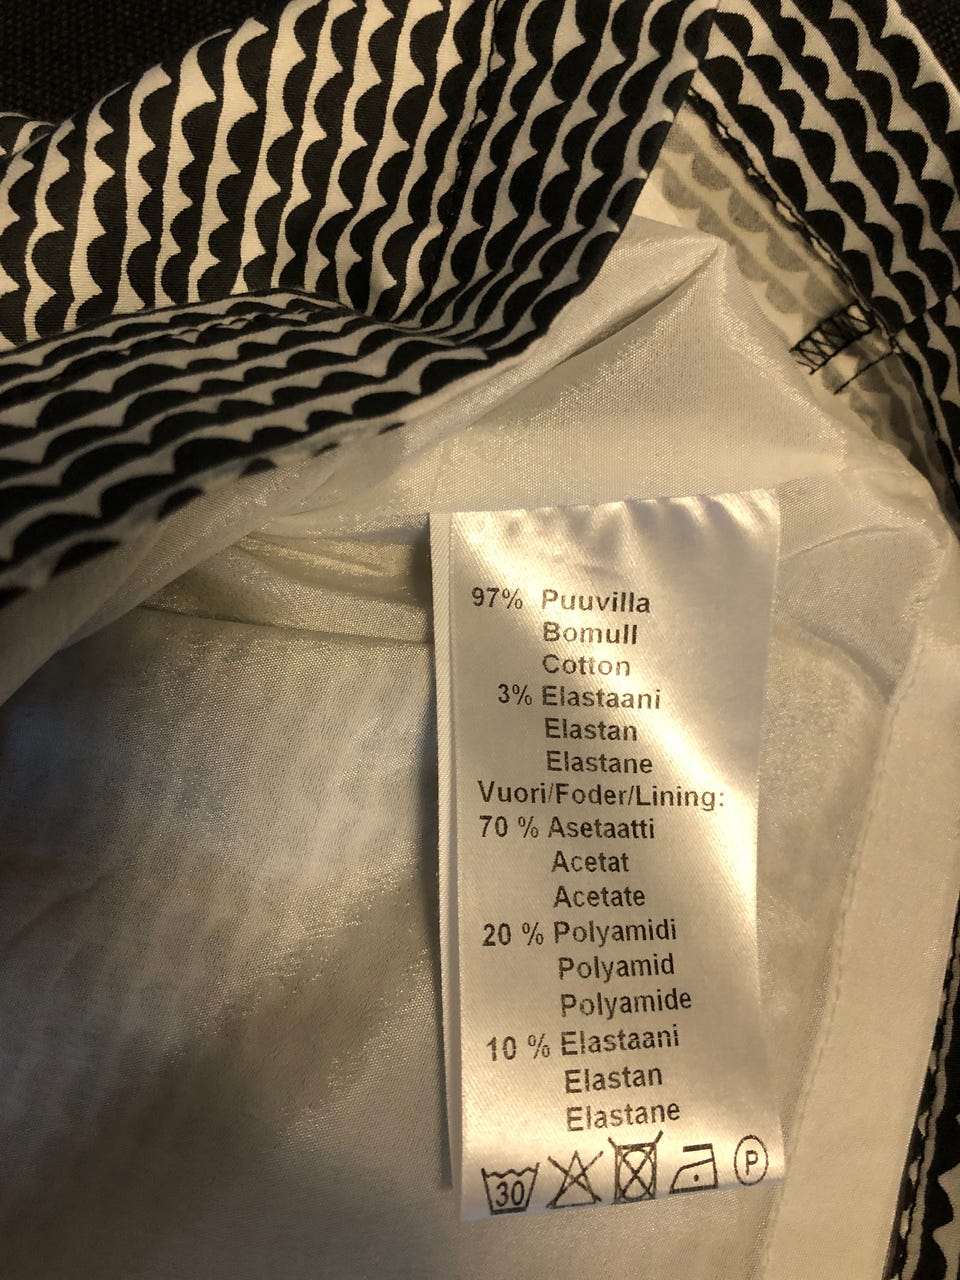 97% Puuvilla
Bomull
Cotton
3% Elastaani
Elastan
Elastane
Vuori/Foder/Lining:
70 % Asetaatti
Acetat
Acetate
20 % Polyamidi
Polyamid
Polyamide
10 % Elastaani
Elastan
Elastane
30 P